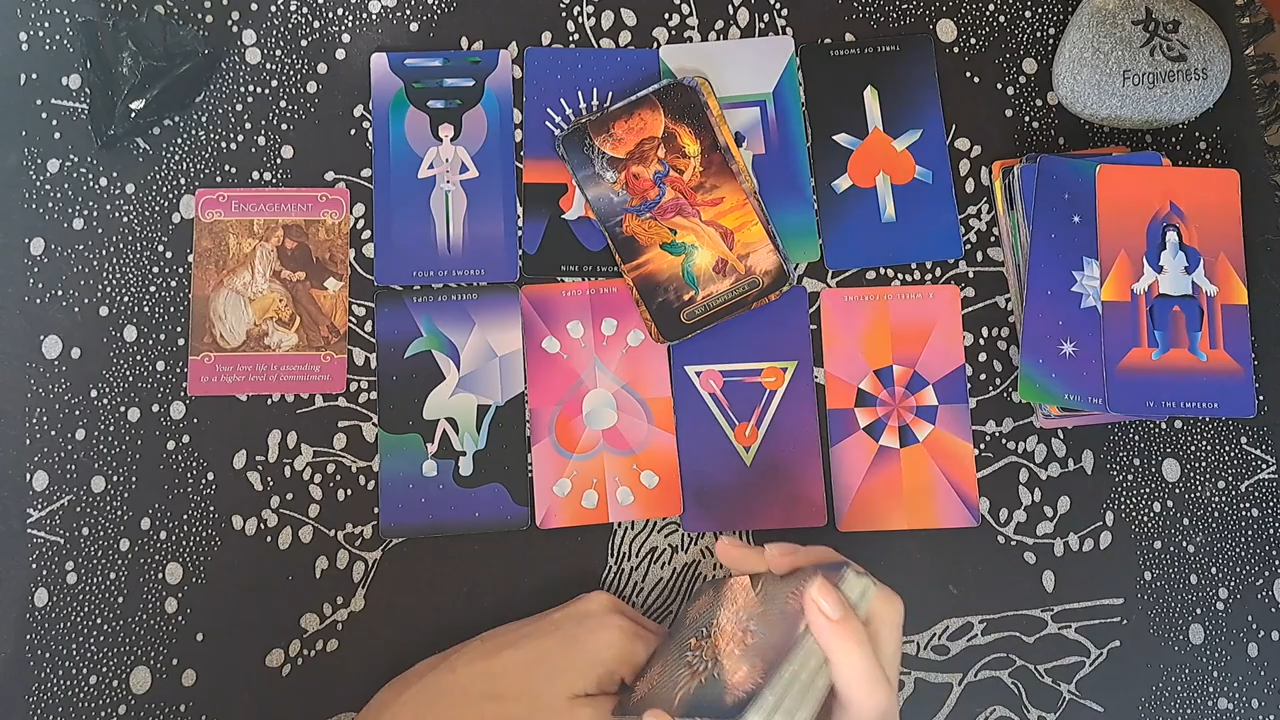 恕
Forgiveness
ENGAGEMENT
Your love life is ascending
to a higher level of commitment.
FOUR OF SWORDS
NINE OF SWOR
THREE OF SWORDS
XIV | TEMPERANCE
QUEEN OF CUPS
NINE OF CUPS
X. WHEEL OF FORTUNE
XVII. THE
IV. THE EMPEROR